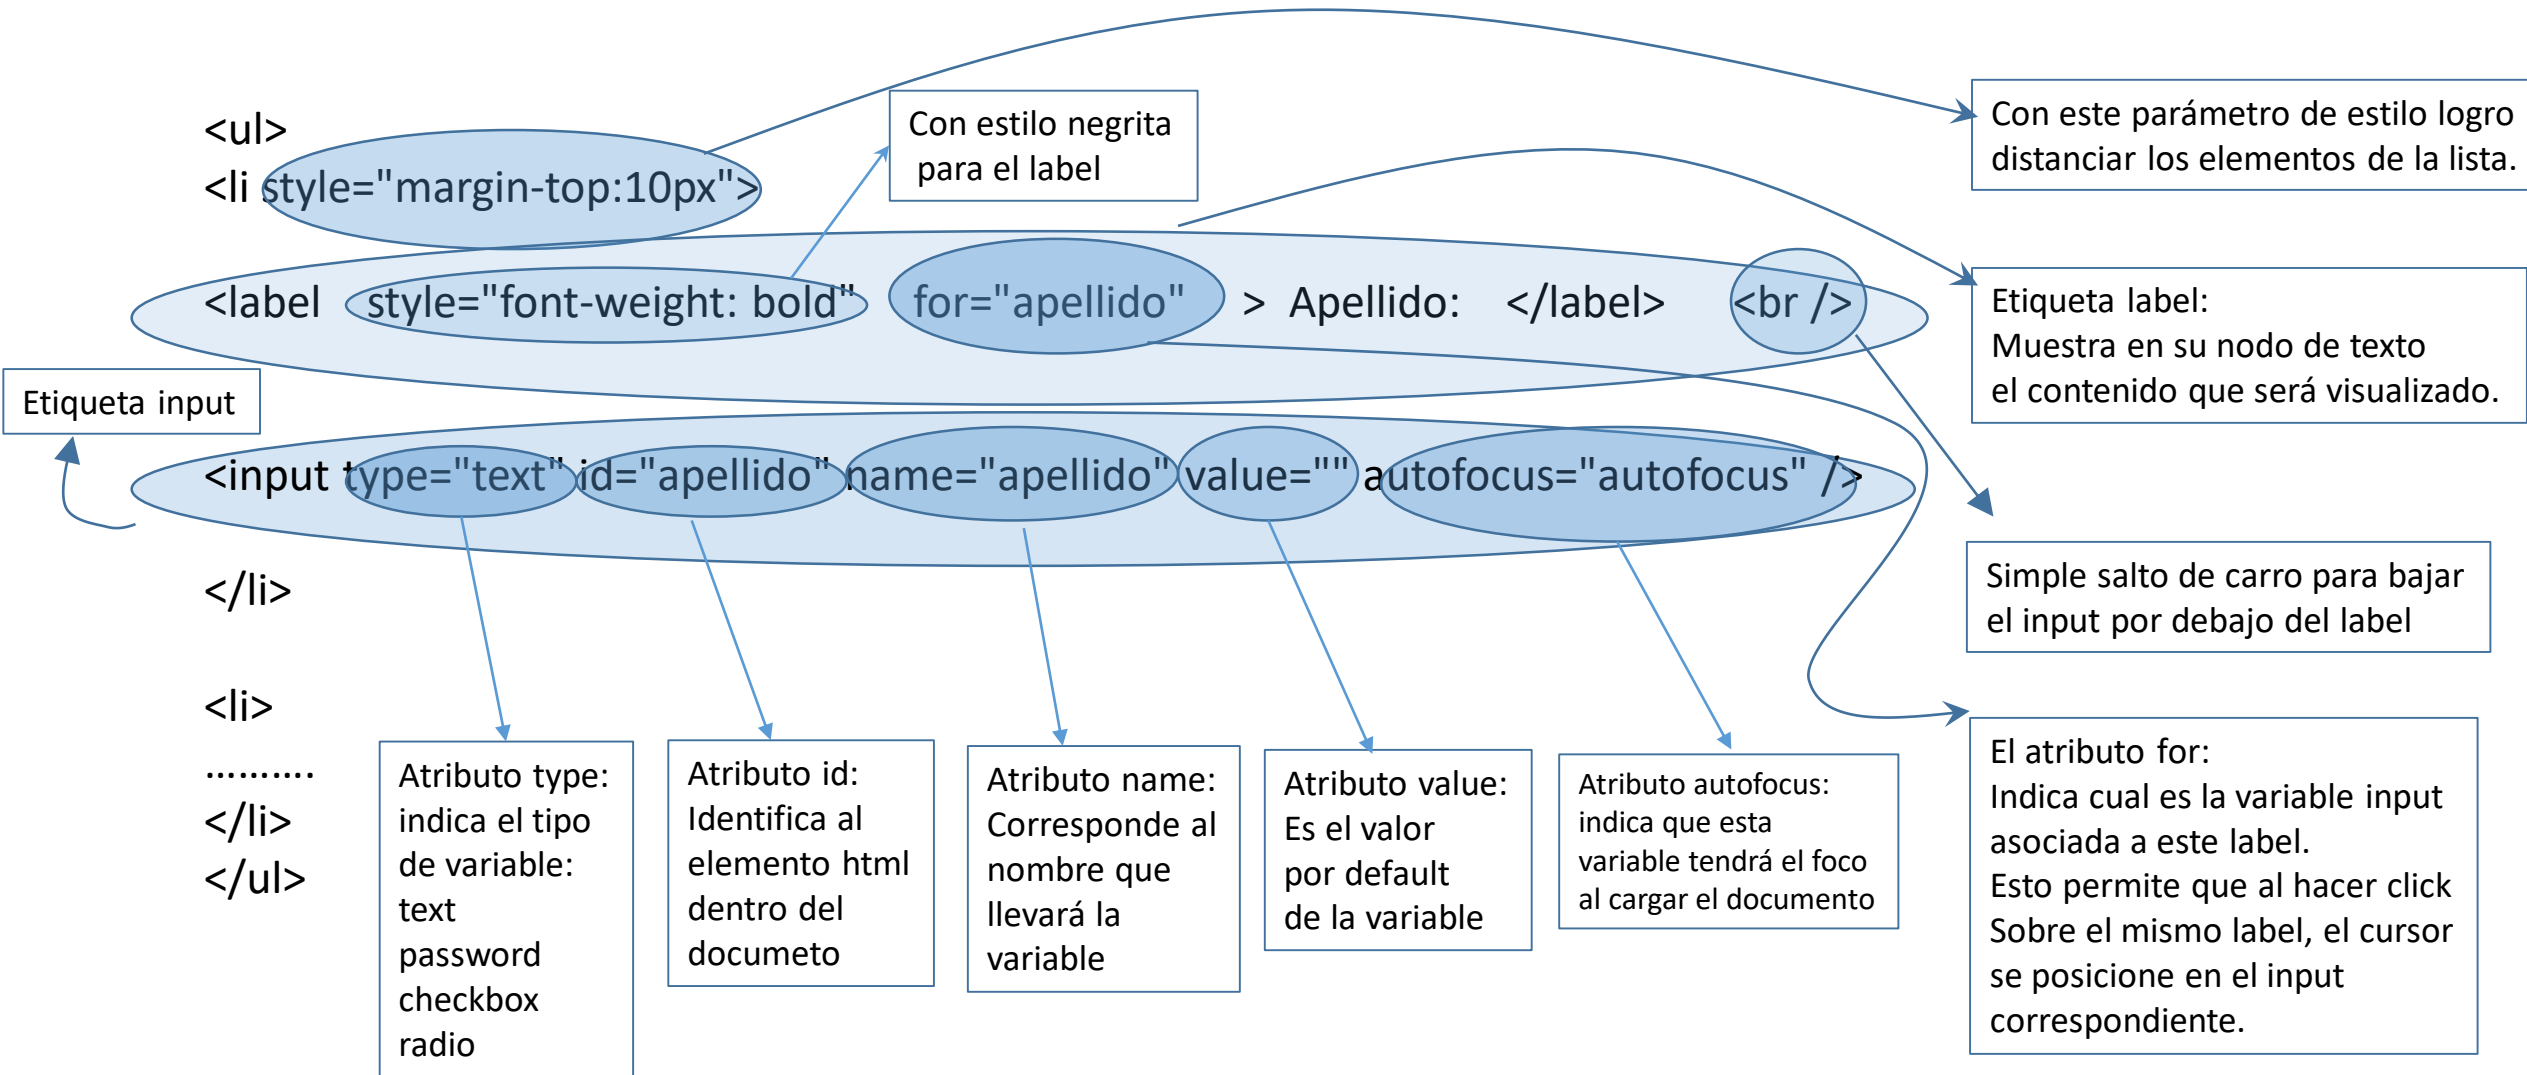 <ul>
<li style="margin-top:10px">
Con estilo negrita
para el label
Con este parámetro de estilo logro
distanciar los elementos de la lista.
<label style="font-weight: bold" for="apellido" > Apellido: </label> <br />
Etiqueta label:
Muestra en su nodo de texto
el contenido que será visualizado.
Etiqueta input
<input type="text" id="apellido" name="apellido" value="" autofocus="autofocus" />
</li>
Simple salto de carro para bajar
el input por debajo del label
<li>
……….
</li>
</ul>
Atributo type:
indica el tipo
de variable:
text
password
checkbox
radio
Atributo id:
Identifica al
elemento html
dentro del
documeto
Atributo name:
Corresponde al
nombre que
llevará la
variable
Atributo value:
Es el valor
por default
de la variable
Atributo autofocus:
indica que esta
variable tendrá el foco
al cargar el documento
El atributo for:
Indica cual es la variable input
asociada a este label.
Esto permite que al hacer click
Sobre el mismo label, el cursor
se posicione en el input
correspondiente.